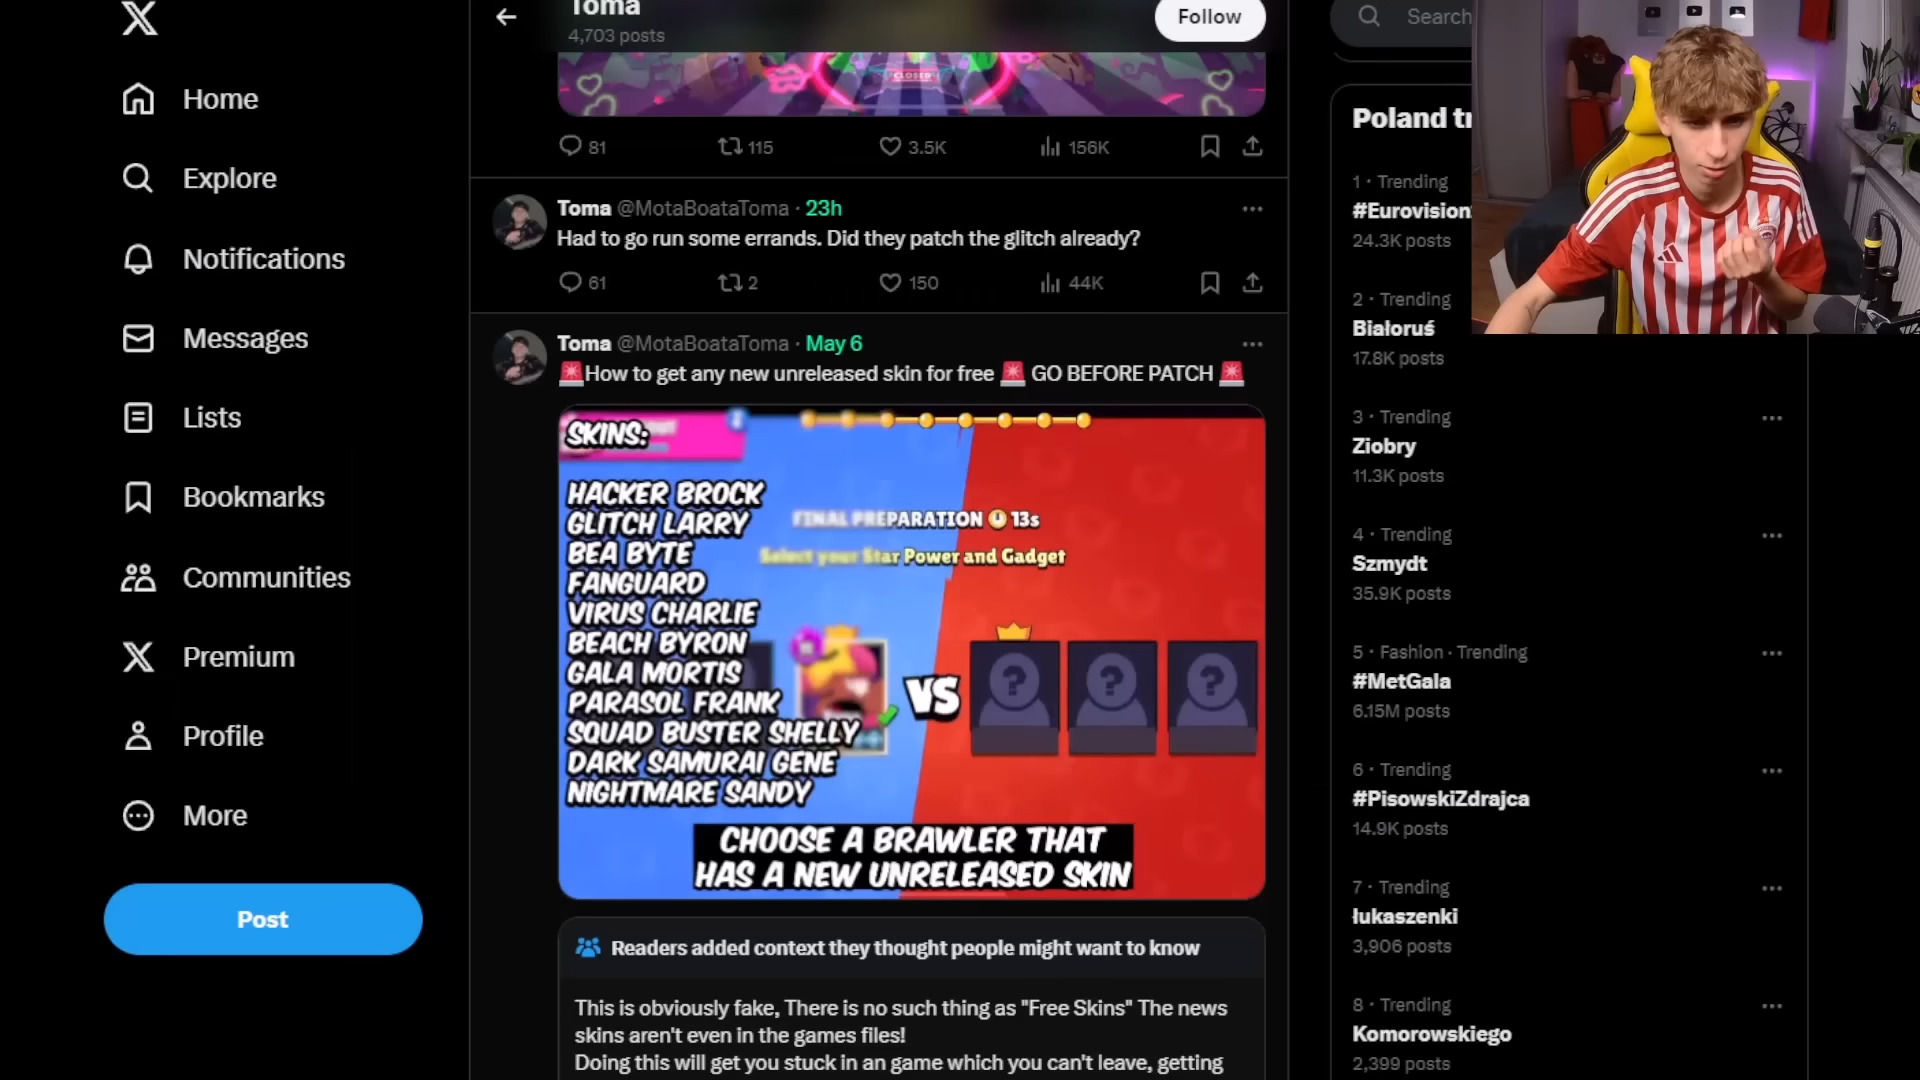 Home
Explore
Notifications
Messages
Lists
Bookmarks
Communities
Premium
Profile
More
Post
Toma
4,703 posts
Follow
CLOSED
81 115 3.5K 156K
Toma @MotaBoataToma · 23h
Had to go run some errands. Did they patch the glitch already?
61 2 150 44K
Toma @MotaBoataToma · May 6
🚨How to get any new unreleased skin for free 🚨 GO BEFORE PATCH 🚨
SKINS:
HACKER BROCK
GLITCH LARRY
BEA BYTE
FANGUARD
VIRUS CHARLIE
BEACH BYRON
GALA MORTIS
PARASOL FRANK
SQUAD BUSTER SHELLY
DARK SAMURAI GENE
NIGHTMARE SANDY
FINAL PREPARATION 13s
Select your Star Power and Gadget
VS
? ? ?
CHOOSE A BRAWLER THAT
HAS A NEW UNRELEASED SKIN
Readers added context they thought people might want to know
This is obviously fake, There is no such thing as "Free Skins" The news
skins aren't even in the games files!
Doing this will get you stuck in an game which you can't leave, getting
Search
Poland
1 · Trending
#Eurovision
24.3K posts
2 · Trending
Białoruś
17.8K posts
3 · Trending
Ziobry
11.3K posts
4 · Trending
Szmydt
35.9K posts
5 · Fashion · Trending
#MetGala
6.15M posts
6 · Trending
#PisowskiZdrajca
14.9K posts
7 · Trending
łukaszenki
3,906 posts
8 · Trending
Komorowskiego
2,399 posts